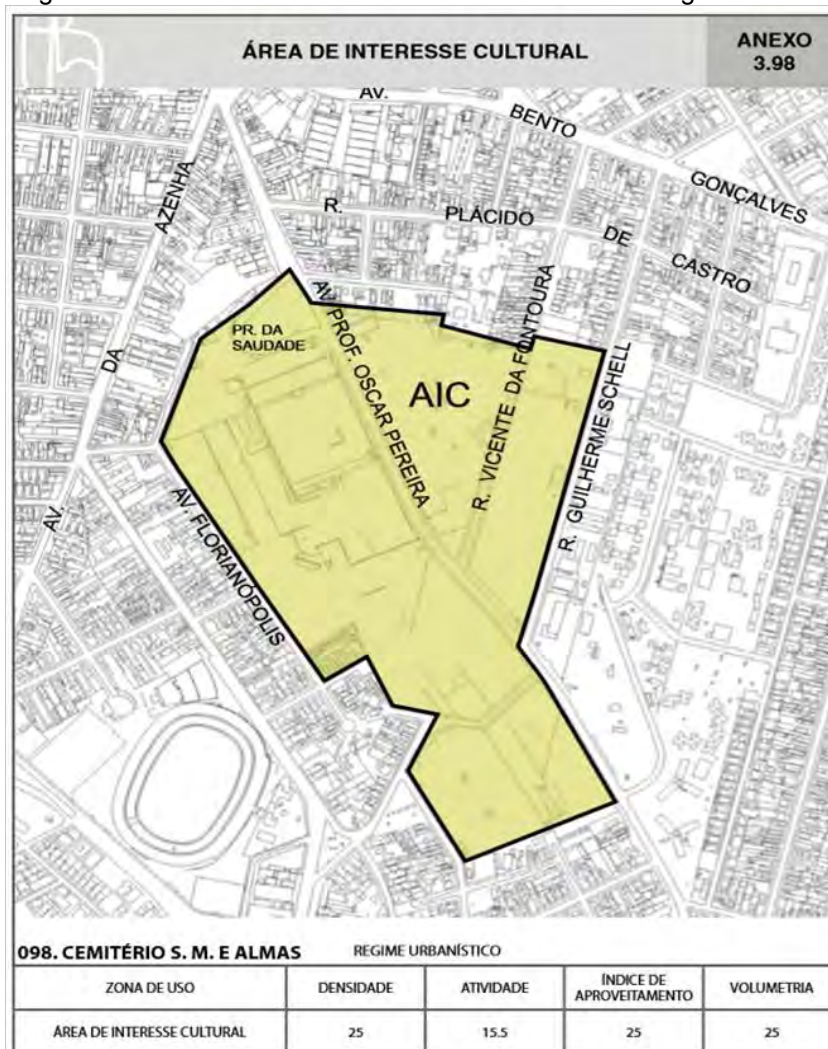 ÁREA DE INTERESSE CULTURAL
ANEXO
3.98
AV.
BENTO
GONÇALVES
AZENHA
DA
AV.
R.
PLÁCIDO
DE
CASTRO
PR. DA
SAUDADE
AV. PROF. OSCAR PEREIRA
AIC
R. VICENTE DA FONTOURA
R. GUILHERME SCHELL
AV. FLORIANÓPOLIS
098. CEMITÉRIO S. M. E ALMAS
REGIME URBANÍSTICO
ZONA DE USO
DENSIDADE
ATIVIDADE
ÍNDICE DE
APROVEITAMENTO
VOLUMETRIA
ÁREA DE INTERESSE CULTURAL
25
15.5
25
25